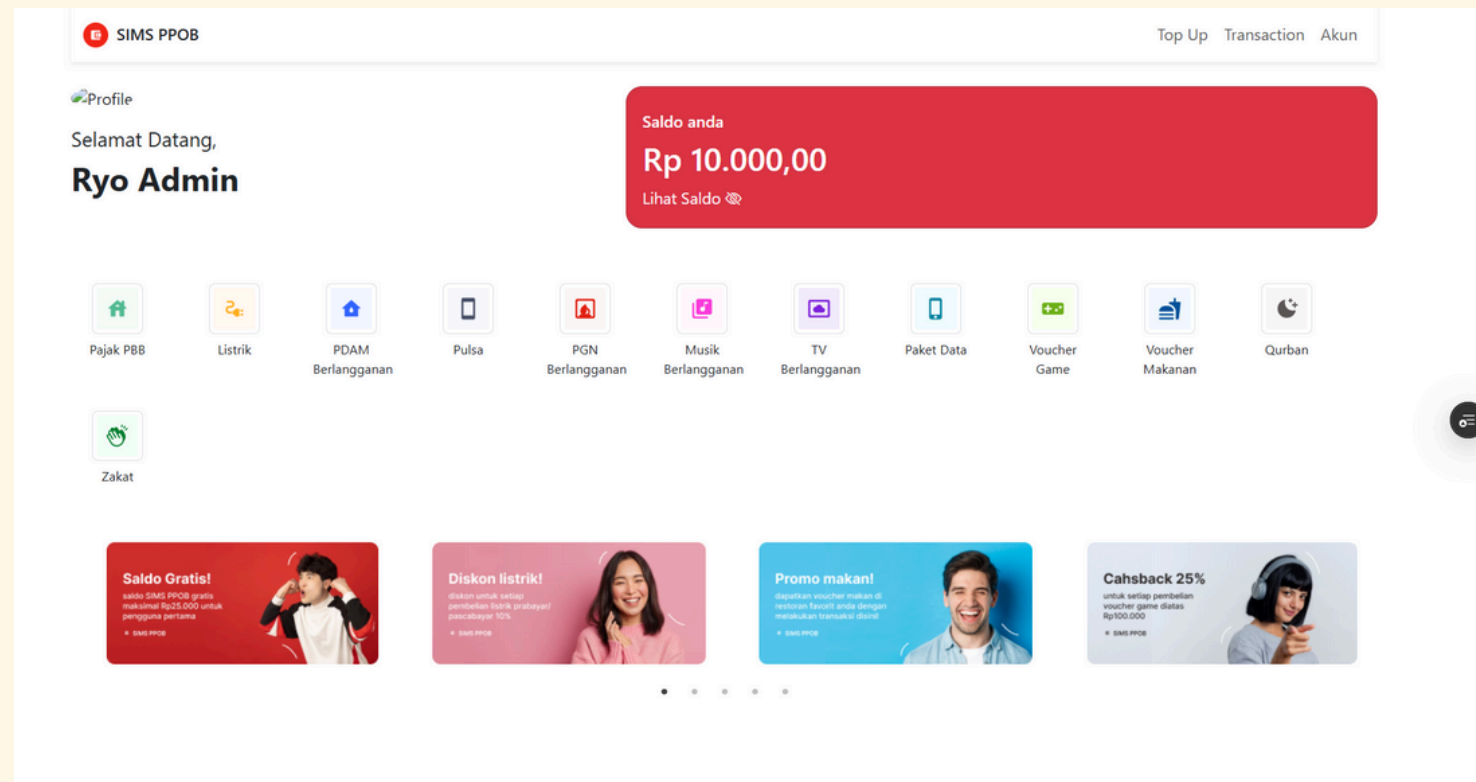 SIMS PPOB
Top Up Transaction Akun
Profile
Selamat Datang,
Ryo Admin
Saldo anda
Rp 10.000,00
Lihat Saldo
Pajak PBB
Listrik
PDAM
Berlangganan
Pulsa
PGN
Berlangganan
Musik
Berlangganan
TV
Berlangganan
Paket Data
Voucher
Game
Voucher
Makanan
Qurban
Zakat
Saldo Gratis!
saldo SIMS PPOB gratis
maksimal Rp25.000 untuk
pengguna pertama
SIMS PPOB
Diskon listrik!
diskon untuk setiap
pembelian listrik prabayar/
pascabayar 10%
SIMS PPOB
Promo makan!
dapatkan voucher makan di
restoran favorit anda dengan
melakukan transaksi disini!
SIMS PPOB
Cahsback 25%
untuk setiap pembelian
voucher game diatas
Rp100.000
SIMS PPOB